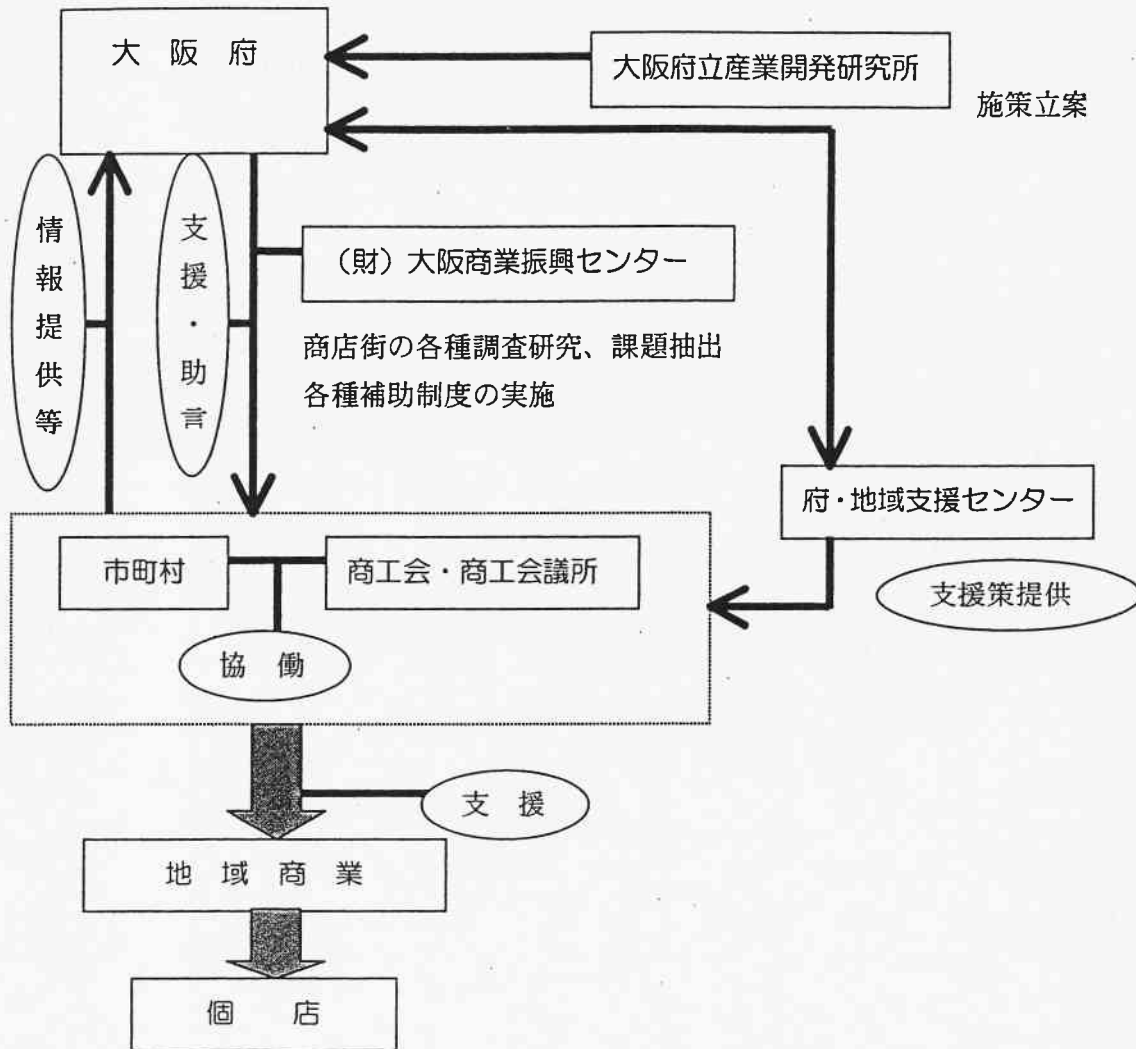 大阪府
大阪府立産業開発研究所
施策立案
情報提供等
支援・助言
（財）大阪商業振興センター
商店街の各種調査研究、課題抽出
各種補助制度の実施
府・地域支援センター
市町村
商工会・商工会議所
支援策提供
協働
支援
地域商業
個店